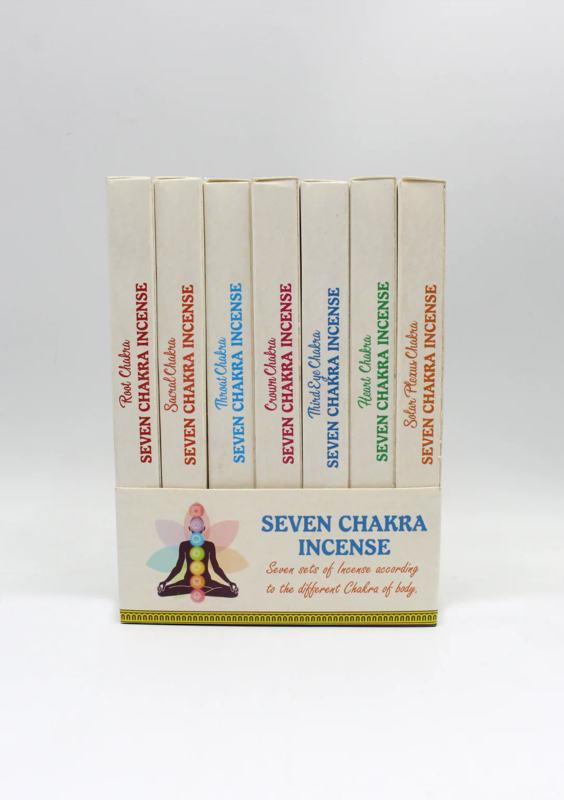 Root Chakra
SEVEN CHAKRA INCENSE
Sacral Chakra
SEVEN CHAKRA INCENSE
Throat Chakra
SEVEN CHAKRA INCENSE
Crown Chakra
SEVEN CHAKRA INCENSE
Third Eye Chakra
SEVEN CHAKRA INCENSE
Heart Chakra
SEVEN CHAKRA INCENSE
Solar Plexus Chakra
SEVEN CHAKRA INCENSE
SEVEN CHAKRA
INCENSE
Seven sets of Incense according
to the different Chakra of body.